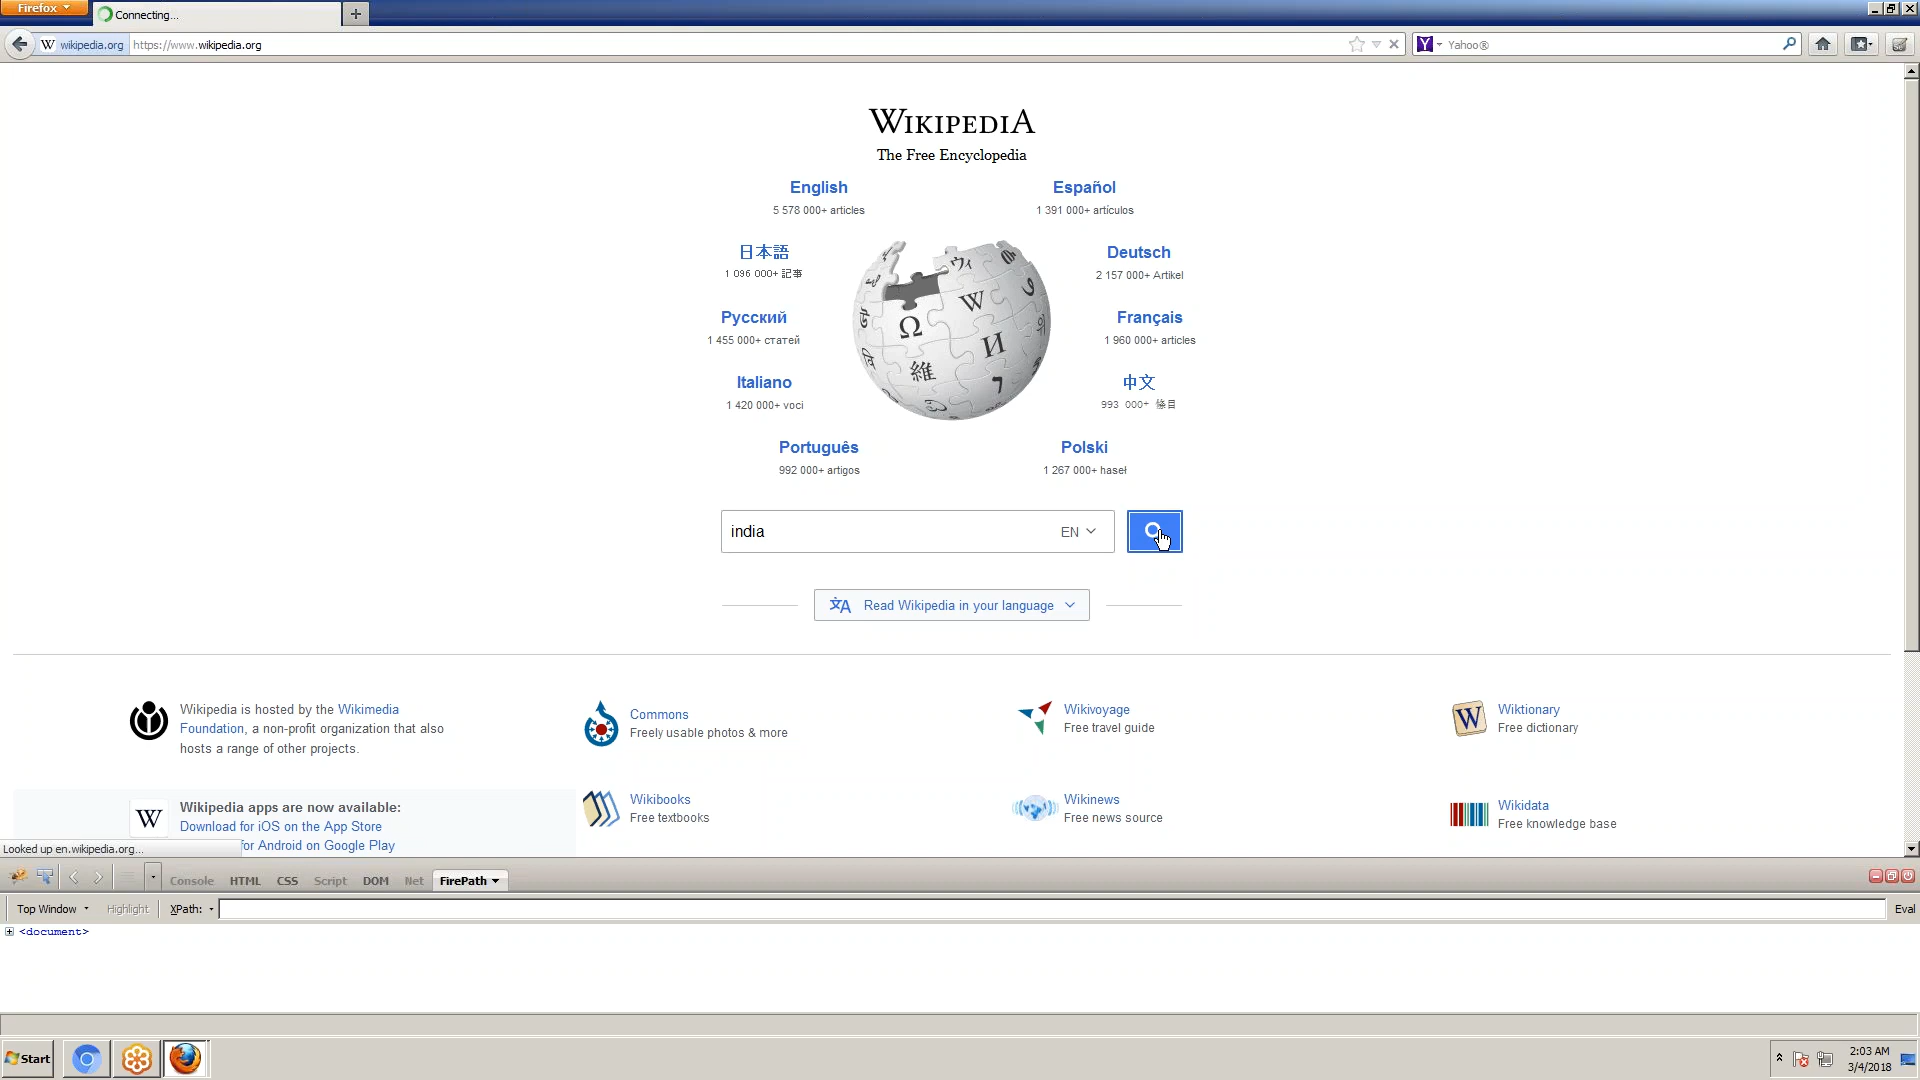 Firefox
Connecting...
wikipedia.org
https://www.wikipedia.org
Yahoo®
WIKIPEDIA
The Free Encyclopedia
English
5 578 000+ articles
Español
1 391 000+ artículos
日本語
1 096 000+ 記事
Deutsch
2 157 000+ Artikel
Русский
1 455 000+ статей
Français
1 960 000+ articles
Italiano
1 420 000+ voci
中文
993 000+ 條目
Português
992 000+ artigos
Polski
1 267 000+ haseł
Ω
W
И
維
ウィ
india
EN
Read Wikipedia in your language
Wikipedia is hosted by the Wikimedia
Foundation, a non-profit organization that also
hosts a range of other projects.
Commons
Freely usable photos & more
Wikivoyage
Free travel guide
Wiktionary
Free dictionary
Wikipedia apps are now available:
Download for iOS on the App Store
for Android on Google Play
Wikibooks
Free textbooks
Wikinews
Free news source
Wikidata
Free knowledge base
Looked up en.wikipedia.org...
Console HTML CSS Script DOM Net FirePath
Top Window Highlight XPath: Eval
<document>
Start
2:03 AM
3/4/2018